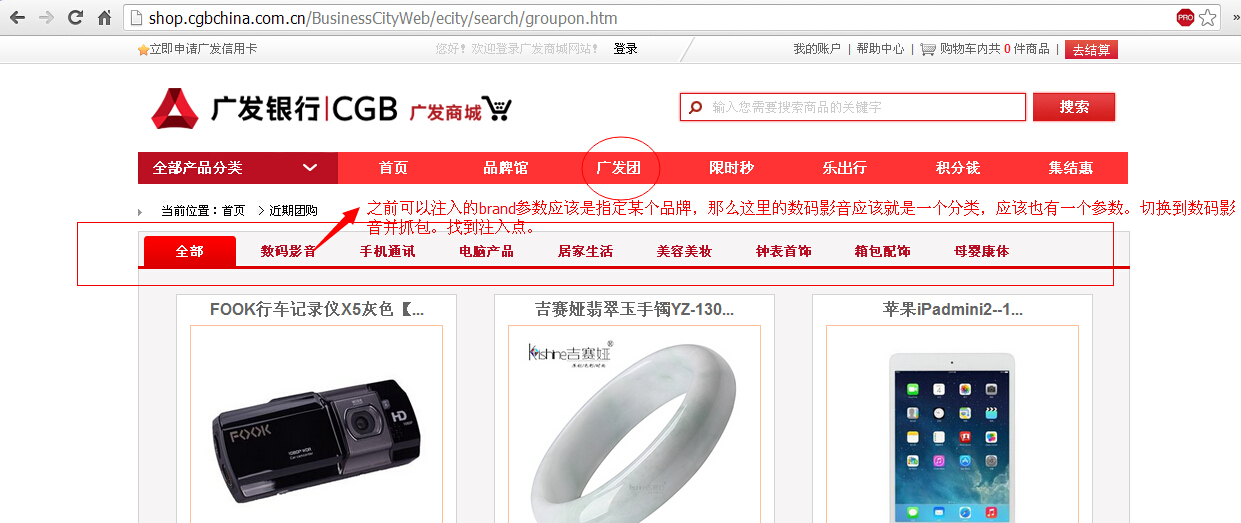 shop.cgbchina.com.cn/BusinessCityWeb/ecity/search/groupon.htm
PRO
立即申请广发信用卡 您好！欢迎登录广发商城网站！ 登录 我的账户 | 帮助中心 | 购物车内共 0 件商品 | 去结算
广发银行|CGB 广发商城 输入您需要搜索商品的关键字 搜索
全部产品分类 首页 品牌馆 广发团 限时秒 乐出行 积分钱 集结惠
当前位置：首页 > 近期团购
之前可以注入的brand参数应该是指定某个品牌，那么这里的数码影音应该就是一个分类，应该也有一个参数。切换到数码影
音并抓包。找到注入点。
全部 数码影音 手机通讯 电脑产品 居家生活 美容美妆 钟表首饰 箱包配饰 母婴康体
FOOK行车记录仪X5灰色【... 吉赛娅翡翠玉手镯YZ-130... 苹果iPadmini2--1...
Krishine吉赛娅
FOOK
HD